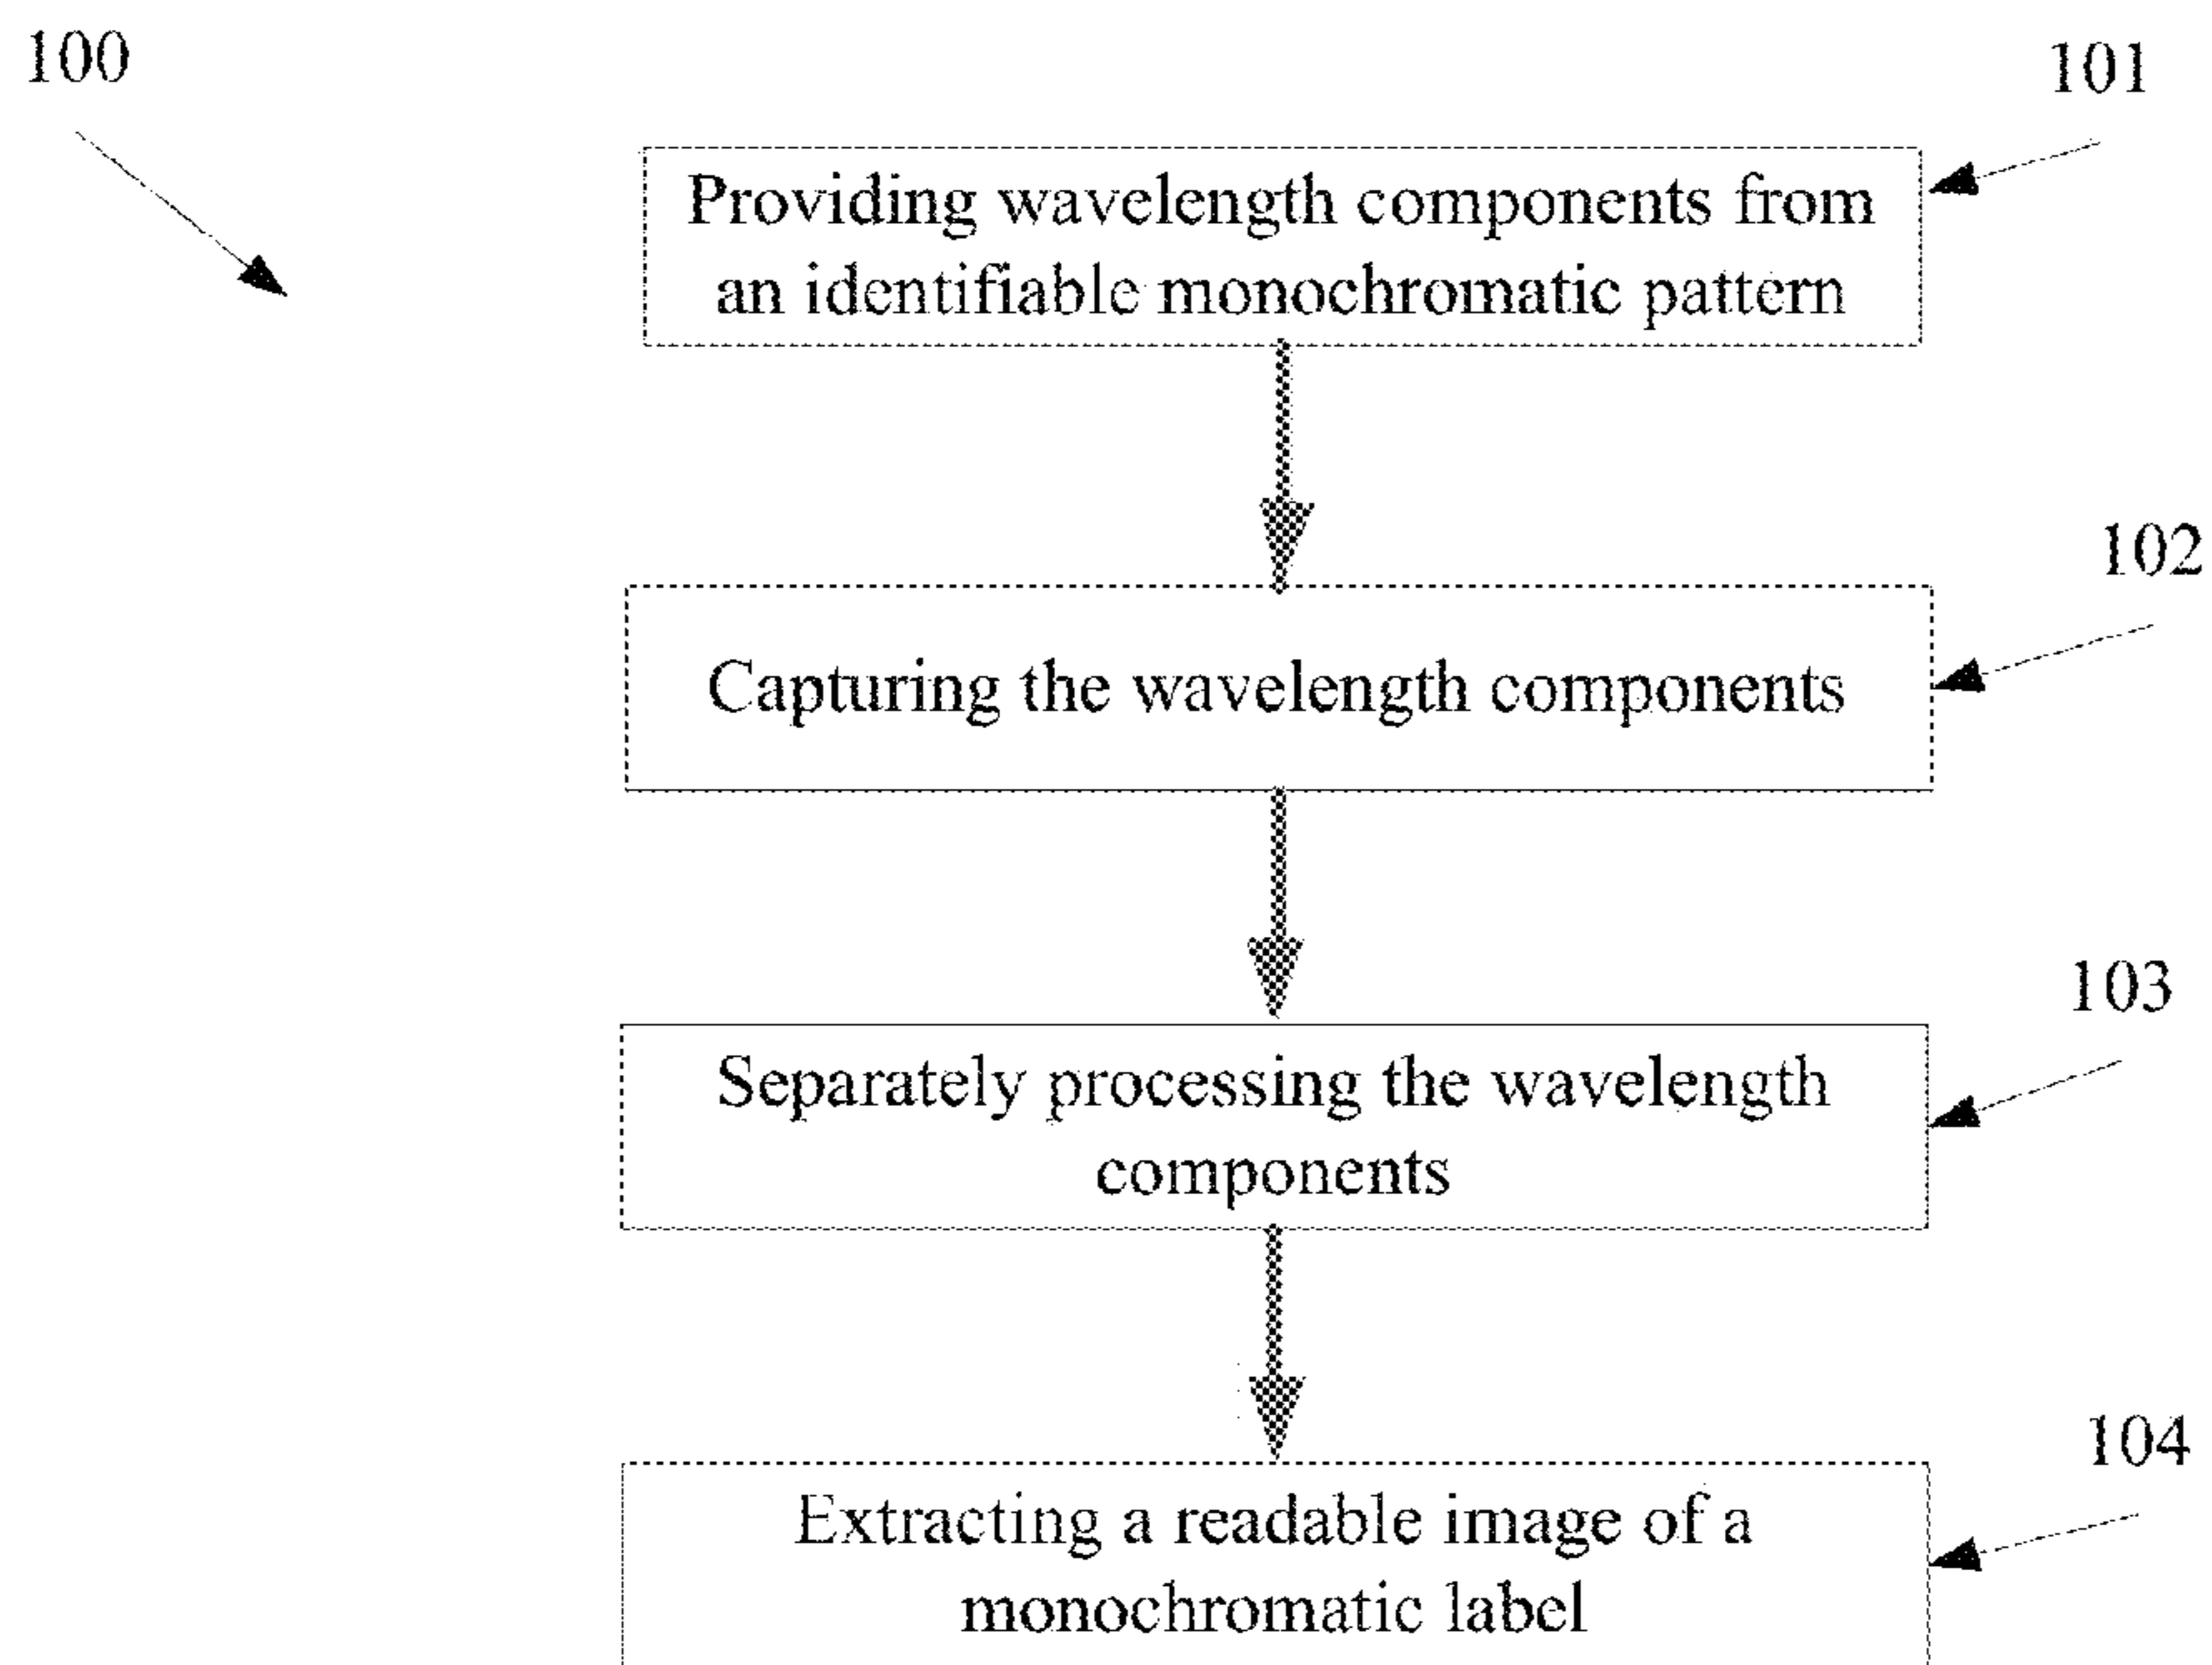 100
101
Providing wavelength components from
an identifiable monochromatic pattern
102
Capturing the wavelength components
103
Separately processing the wavelength
components
104
Extracting a readable image of a
monochromatic label